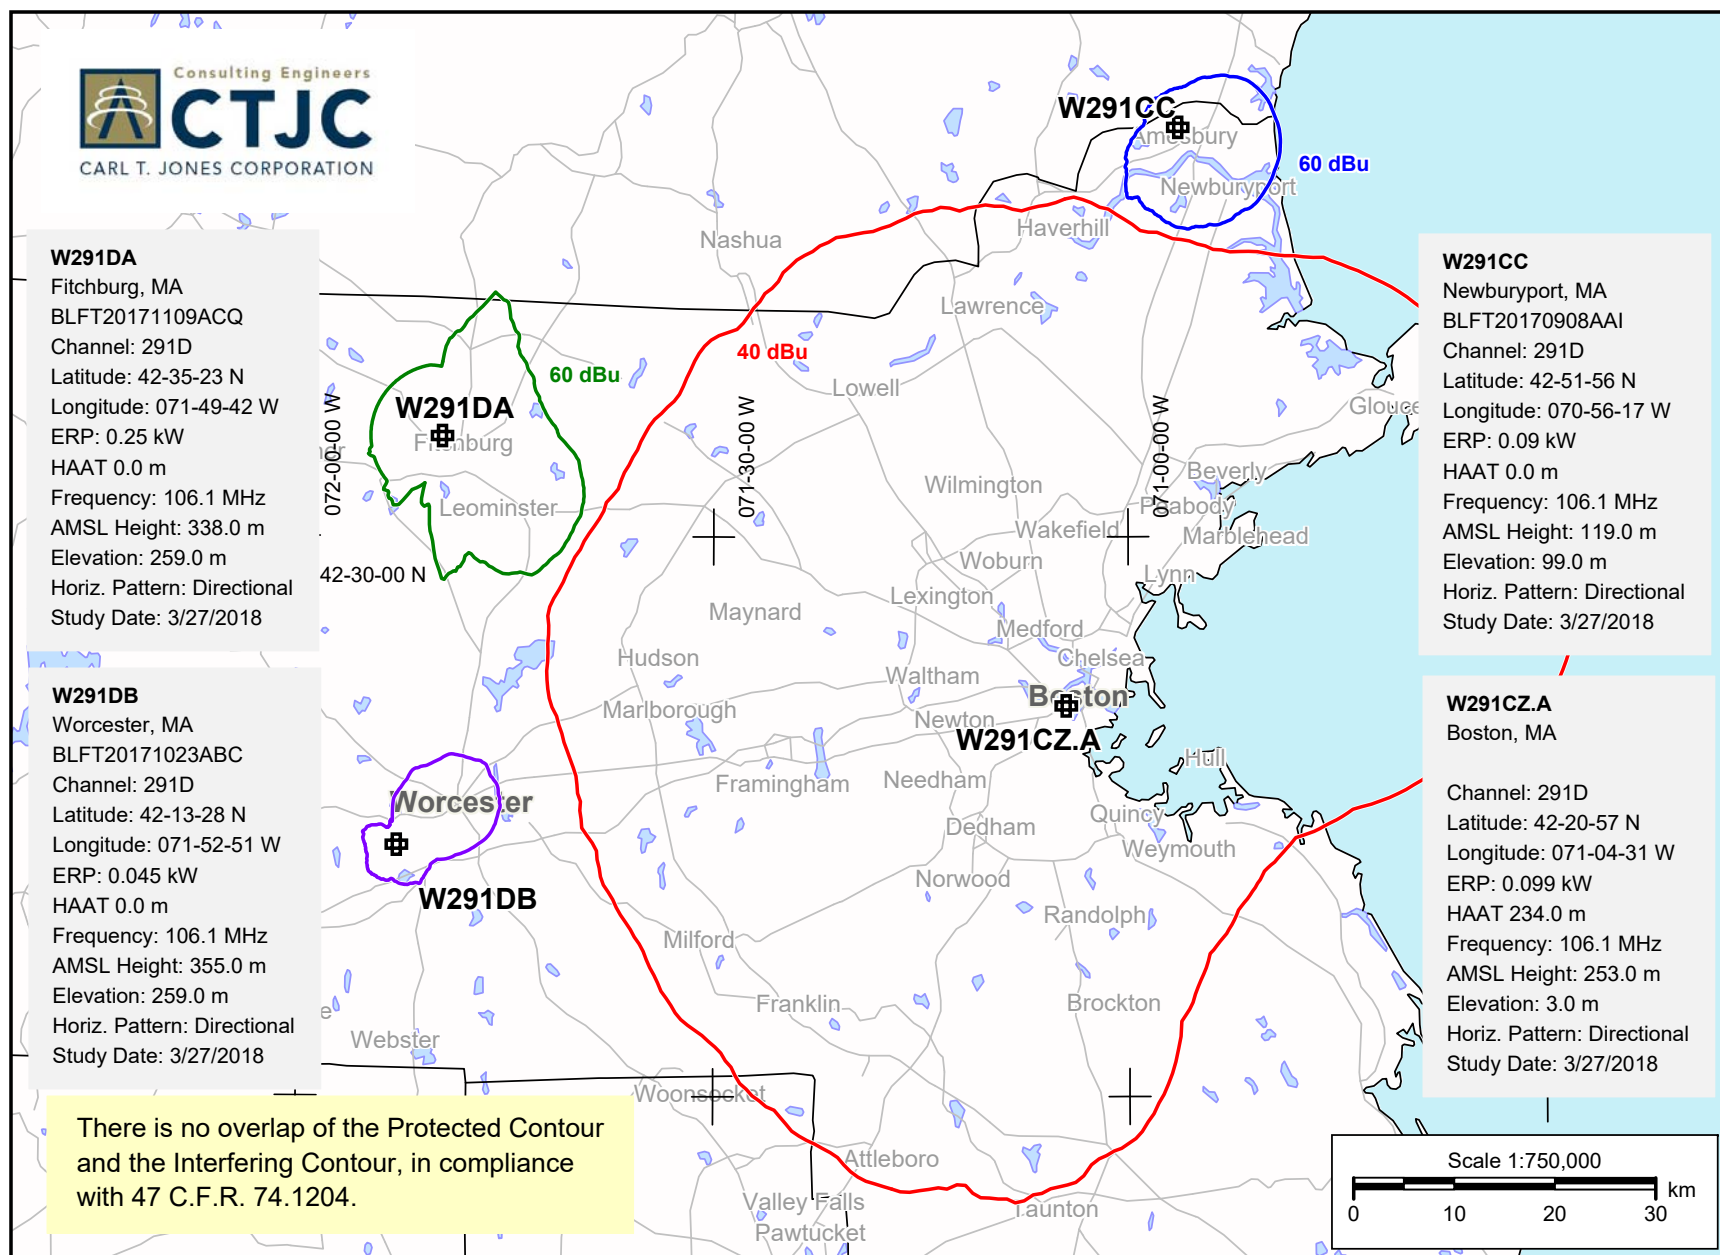 Consulting Engineers
CTJC
CARL T. JONES CORPORATION
W291CC
Amesbury
60 dBu
Newburyport
Haverhill
Nashua
Lawrence
40 dBu
Lowell
60 dBu
W291DA
Fitchburg
Leominster
072-00-00 W
071-30-00 W
071-00-00 W
42-30-00 N
Glouce
Beverly
Peabody
Marblehead
Wilmington
Wakefield
Woburn
Lynn
Lexington
Maynard
Medford
Chelsea
Hudson
Waltham
Boston
Marlborough
Newton
W291CZ.A
Hull
Framingham
Needham
Worcester
Quincy
Dedham
Weymouth
W291DB
Norwood
Randolph
Milford
Franklin
Brockton
Webster
Woonsocket
Attleboro
Valley Falls
Pawtucket
Taunton
W291DA
Fitchburg, MA
BLFT20171109ACQ
Channel: 291D
Latitude: 42-35-23 N
Longitude: 071-49-42 W
ERP: 0.25 kW
HAAT 0.0 m
Frequency: 106.1 MHz
AMSL Height: 338.0 m
Elevation: 259.0 m
Horiz. Pattern: Directional
Study Date: 3/27/2018
W291DB
Worcester, MA
BLFT20171023ABC
Channel: 291D
Latitude: 42-13-28 N
Longitude: 071-52-51 W
ERP: 0.045 kW
HAAT 0.0 m
Frequency: 106.1 MHz
AMSL Height: 355.0 m
Elevation: 259.0 m
Horiz. Pattern: Directional
Study Date: 3/27/2018
W291CC
Newburyport, MA
BLFT20170908AAI
Channel: 291D
Latitude: 42-51-56 N
Longitude: 070-56-17 W
ERP: 0.09 kW
HAAT 0.0 m
Frequency: 106.1 MHz
AMSL Height: 119.0 m
Elevation: 99.0 m
Horiz. Pattern: Directional
Study Date: 3/27/2018
W291CZ.A
Boston, MA
Channel: 291D
Latitude: 42-20-57 N
Longitude: 071-04-31 W
ERP: 0.099 kW
HAAT 234.0 m
Frequency: 106.1 MHz
AMSL Height: 253.0 m
Elevation: 3.0 m
Horiz. Pattern: Directional
Study Date: 3/27/2018
There is no overlap of the Protected Contour
and the Interfering Contour, in compliance
with 47 C.F.R. 74.1204.
Scale 1:750,000
km
0 10 20 30